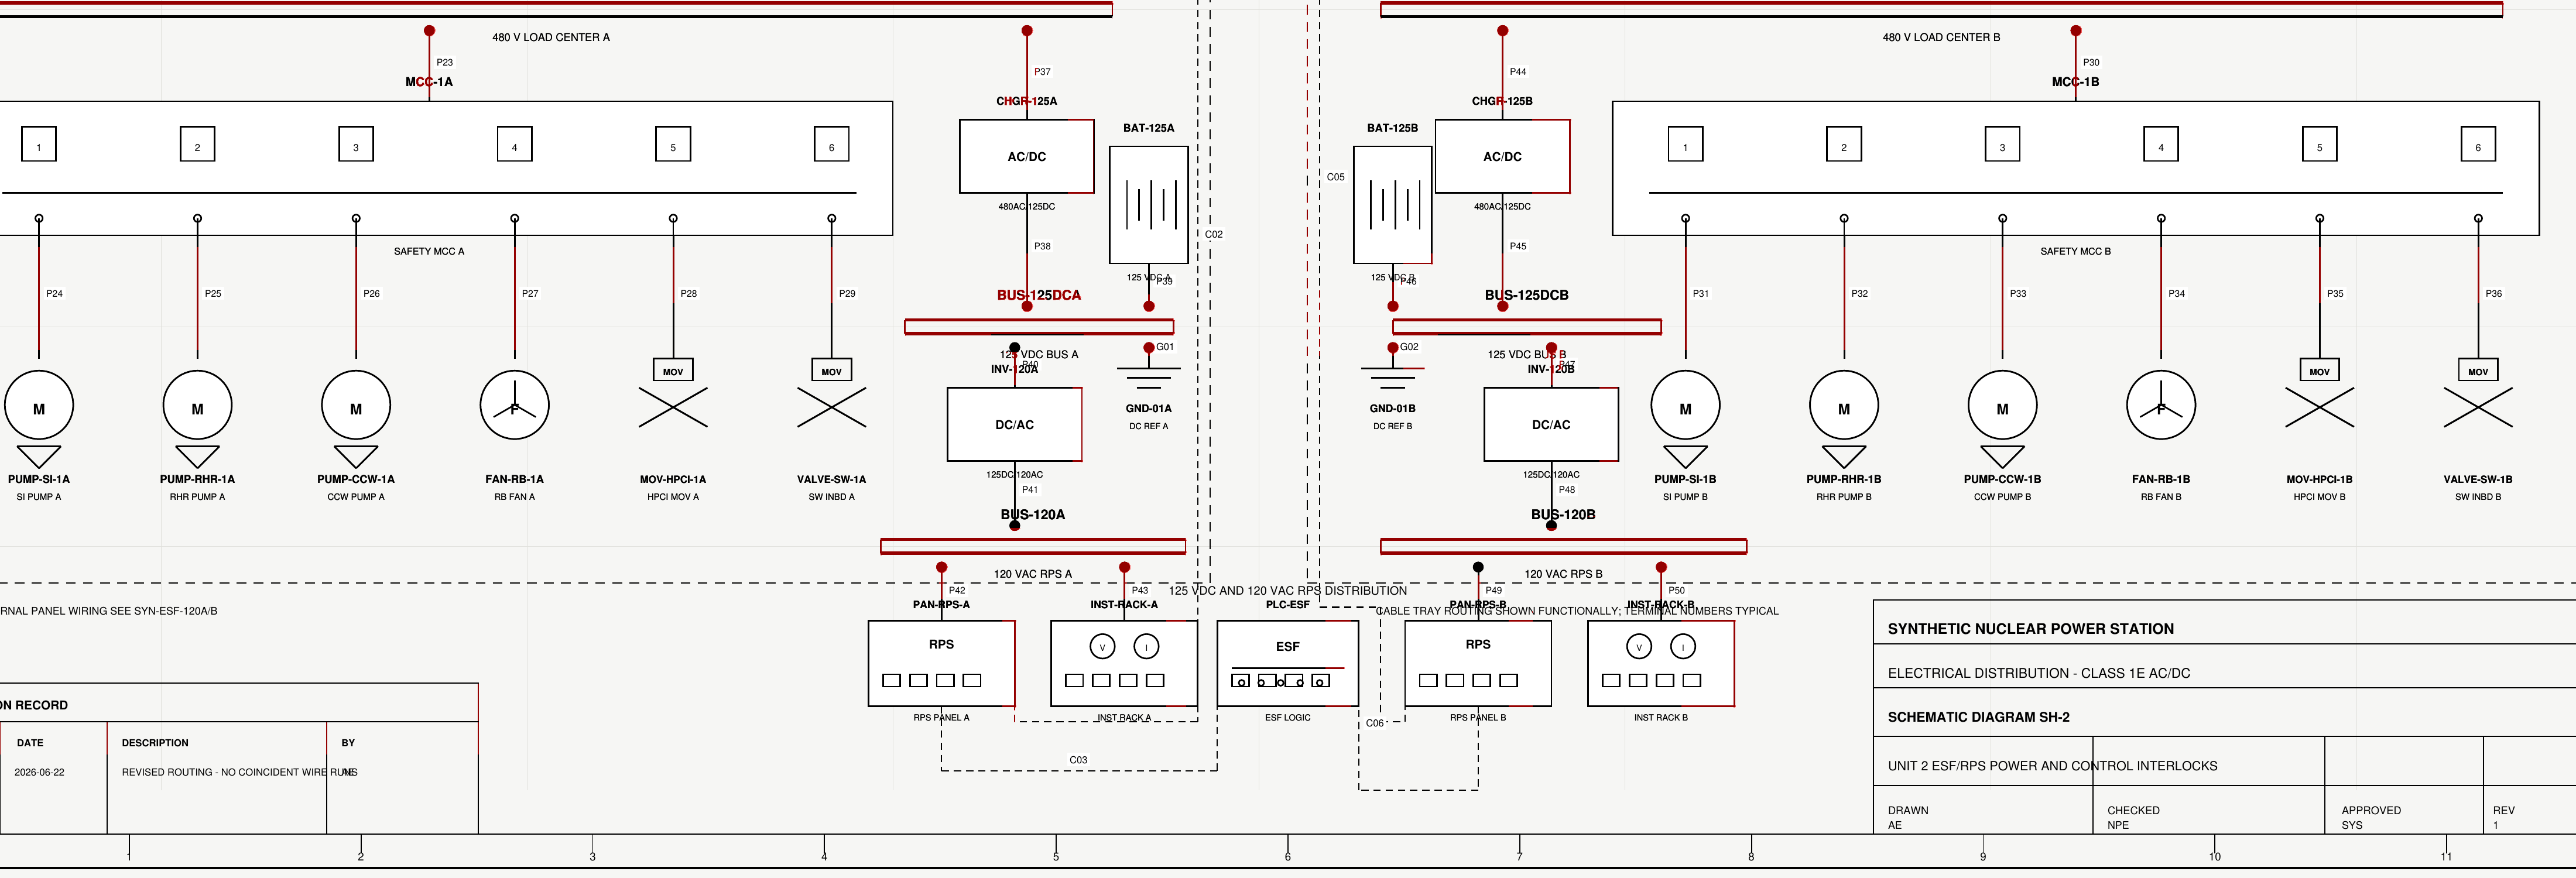 480 V LOAD CENTER A
480 V LOAD CENTER B
P23
P37
P44
P30
MCC-1A
MCC-1B
CHGR-125A
CHGR-125B
BAT-125A
BAT-125B
1
2
3
4
5
6
AC/DC
AC/DC
1
2
3
4
5
6
C05
480AC/125DC
480AC/125DC
C02
P38
P45
SAFETY MCC A
SAFETY MCC B
125 VDC A
125 VDC B
P39
P46
P24
P25
P26
P27
P28
P29
BUS-125DCA
BUS-125DCB
P31
P32
P33
P34
P35
P36
G01
G02
125 VDC BUS A
125 VDC BUS B
P40
P47
INV-120A
INV-120B
MOV
MOV
MOV
MOV
M
M
M
F
GND-01A
GND-01B
M
M
M
F
DC/AC
DC/AC
DC REF A
DC REF B
125DC/120AC
125DC/120AC
PUMP-SI-1A
PUMP-RHR-1A
PUMP-CCW-1A
FAN-RB-1A
MOV-HPCI-1A
VALVE-SW-1A
PUMP-SI-1B
PUMP-RHR-1B
PUMP-CCW-1B
FAN-RB-1B
MOV-HPCI-1B
VALVE-SW-1B
P41
P48
SI PUMP A
RHR PUMP A
CCW PUMP A
RB FAN A
HPCI MOV A
SW INBD A
SI PUMP B
RHR PUMP B
CCW PUMP B
RB FAN B
HPCI MOV B
SW INBD B
BUS-120A
BUS-120B
120 VAC RPS A
120 VAC RPS B
P42
P43
125 VDC AND 120 VAC RPS DISTRIBUTION
P49
P50
PAN-RPS-A
INST-RACK-A
PLC-ESF
PAN-RPS-B
INST-RACK-B
RNAL PANEL WIRING SEE SYN-ESF-120A/B
CABLE TRAY ROUTING SHOWN FUNCTIONALLY; TERMINAL NUMBERS TYPICAL
RPS
V
I
ESF
RPS
V
I
RPS PANEL A
INST RACK A
ESF LOGIC
RPS PANEL B
INST RACK B
C06
C03
ON RECORD
DATE
DESCRIPTION
BY
2026-06-22
REVISED ROUTING - NO COINCIDENT WIRE RUNS
AE
SYNTHETIC NUCLEAR POWER STATION
ELECTRICAL DISTRIBUTION - CLASS 1E AC/DC
SCHEMATIC DIAGRAM SH-2
UNIT 2 ESF/RPS POWER AND CONTROL INTERLOCKS
DRAWN
CHECKED
APPROVED
REV
AE
NPE
SYS
1
1
2
3
4
5
6
7
8
9
10
11